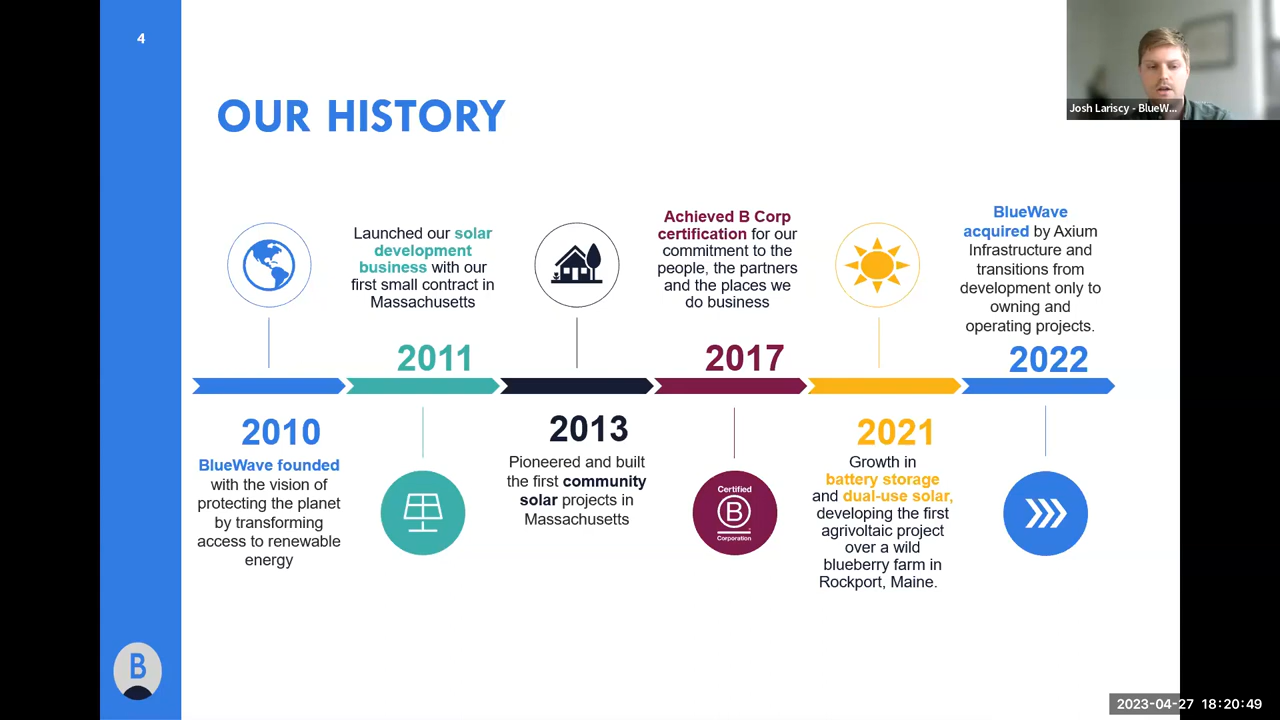 4
OUR HISTORY
Josh Lariscy - BlueW...
Launched our solar
development
business with our
first small contract in
Massachusetts
Achieved B Corp
certification for our
commitment to the
people, the partners
and the places we
do business
BlueWave
acquired by Axium
Infrastructure and
transitions from
development only to
owning and
operating projects.
2011
2017
2022
2010
BlueWave founded
with the vision of
protecting the planet
by transforming
access to renewable
energy
2013
Pioneered and built
the first community
solar projects in
Massachusetts
Certified
B
Corporation
2021
Growth in
battery storage
and dual-use solar,
developing the first
agrivoltaic project
over a wild
blueberry farm in
Rockport, Maine.
B
2023-04-27 18:20:49